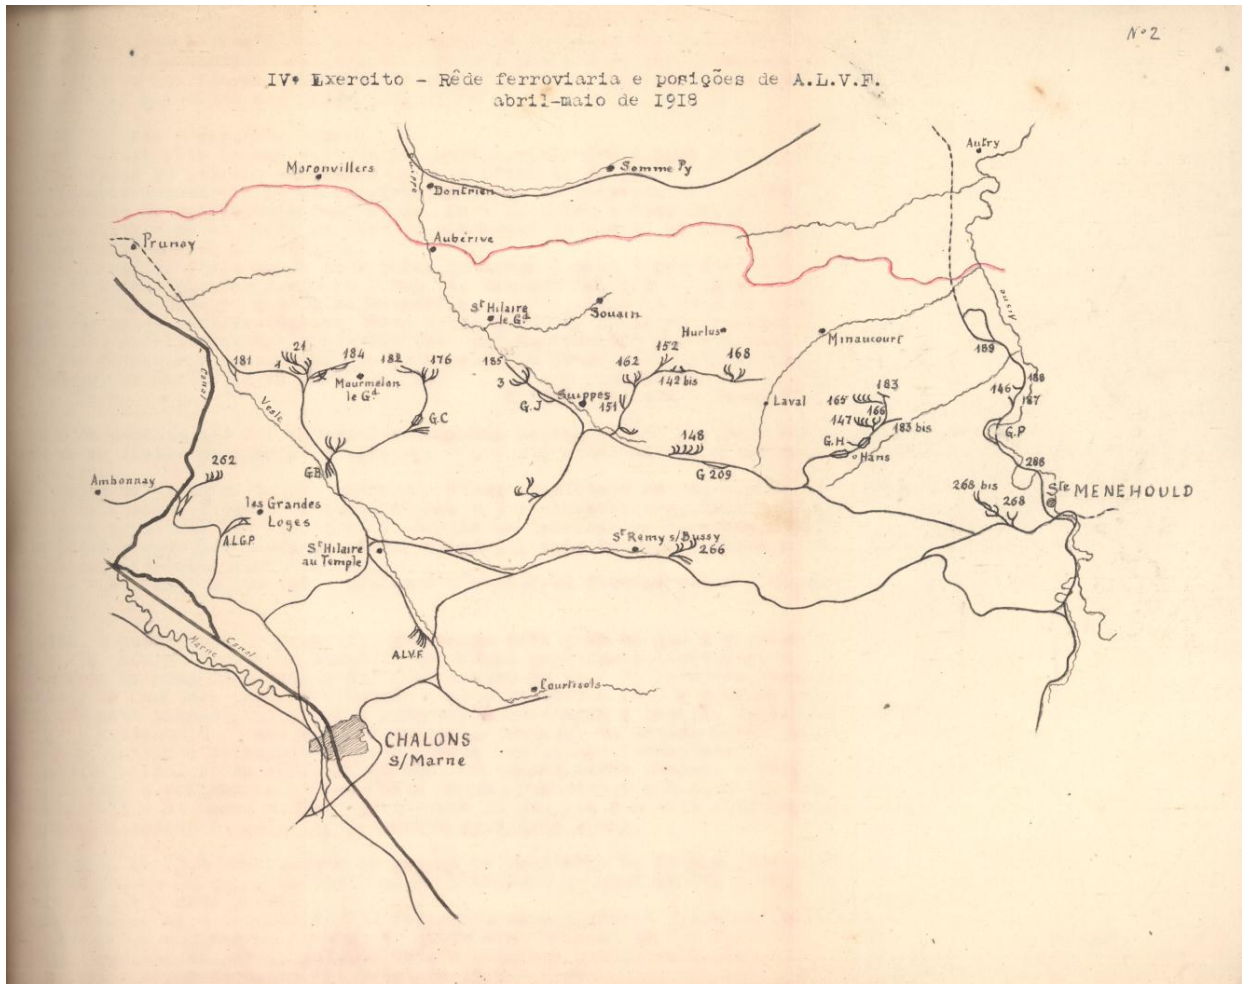 Nº 2
IVº Exercito - Rêde ferroviaria e posições de A.L.V.F.
abril-maio de 1918
Autry
Moronvillers
Somme Py
Dontrien
Prunay
Aubérive
Aisne
St Hilaire
le Gd
Souain
Hurlus
Minaucourt
21
181
1
184
182
176
185
162
152
168
189
Canal
Mourmelon
le Gd
3
142 bis
188
183
146
187
Vesle
G.C
G.J
Suippes
151
Laval
165
166
147
183 bis
G.P
148
G.H
Hans
G.B
G 209
286
262
Ambonnay
268 bis
Ste MENEHOULD
les Grandes
Loges
268
A.L.G.P.
St Hilaire
au Temple
St Remy s/Bussy
266
Marne
Canal
A.L.V.F.
Courtisols
CHALONS
s/Marne